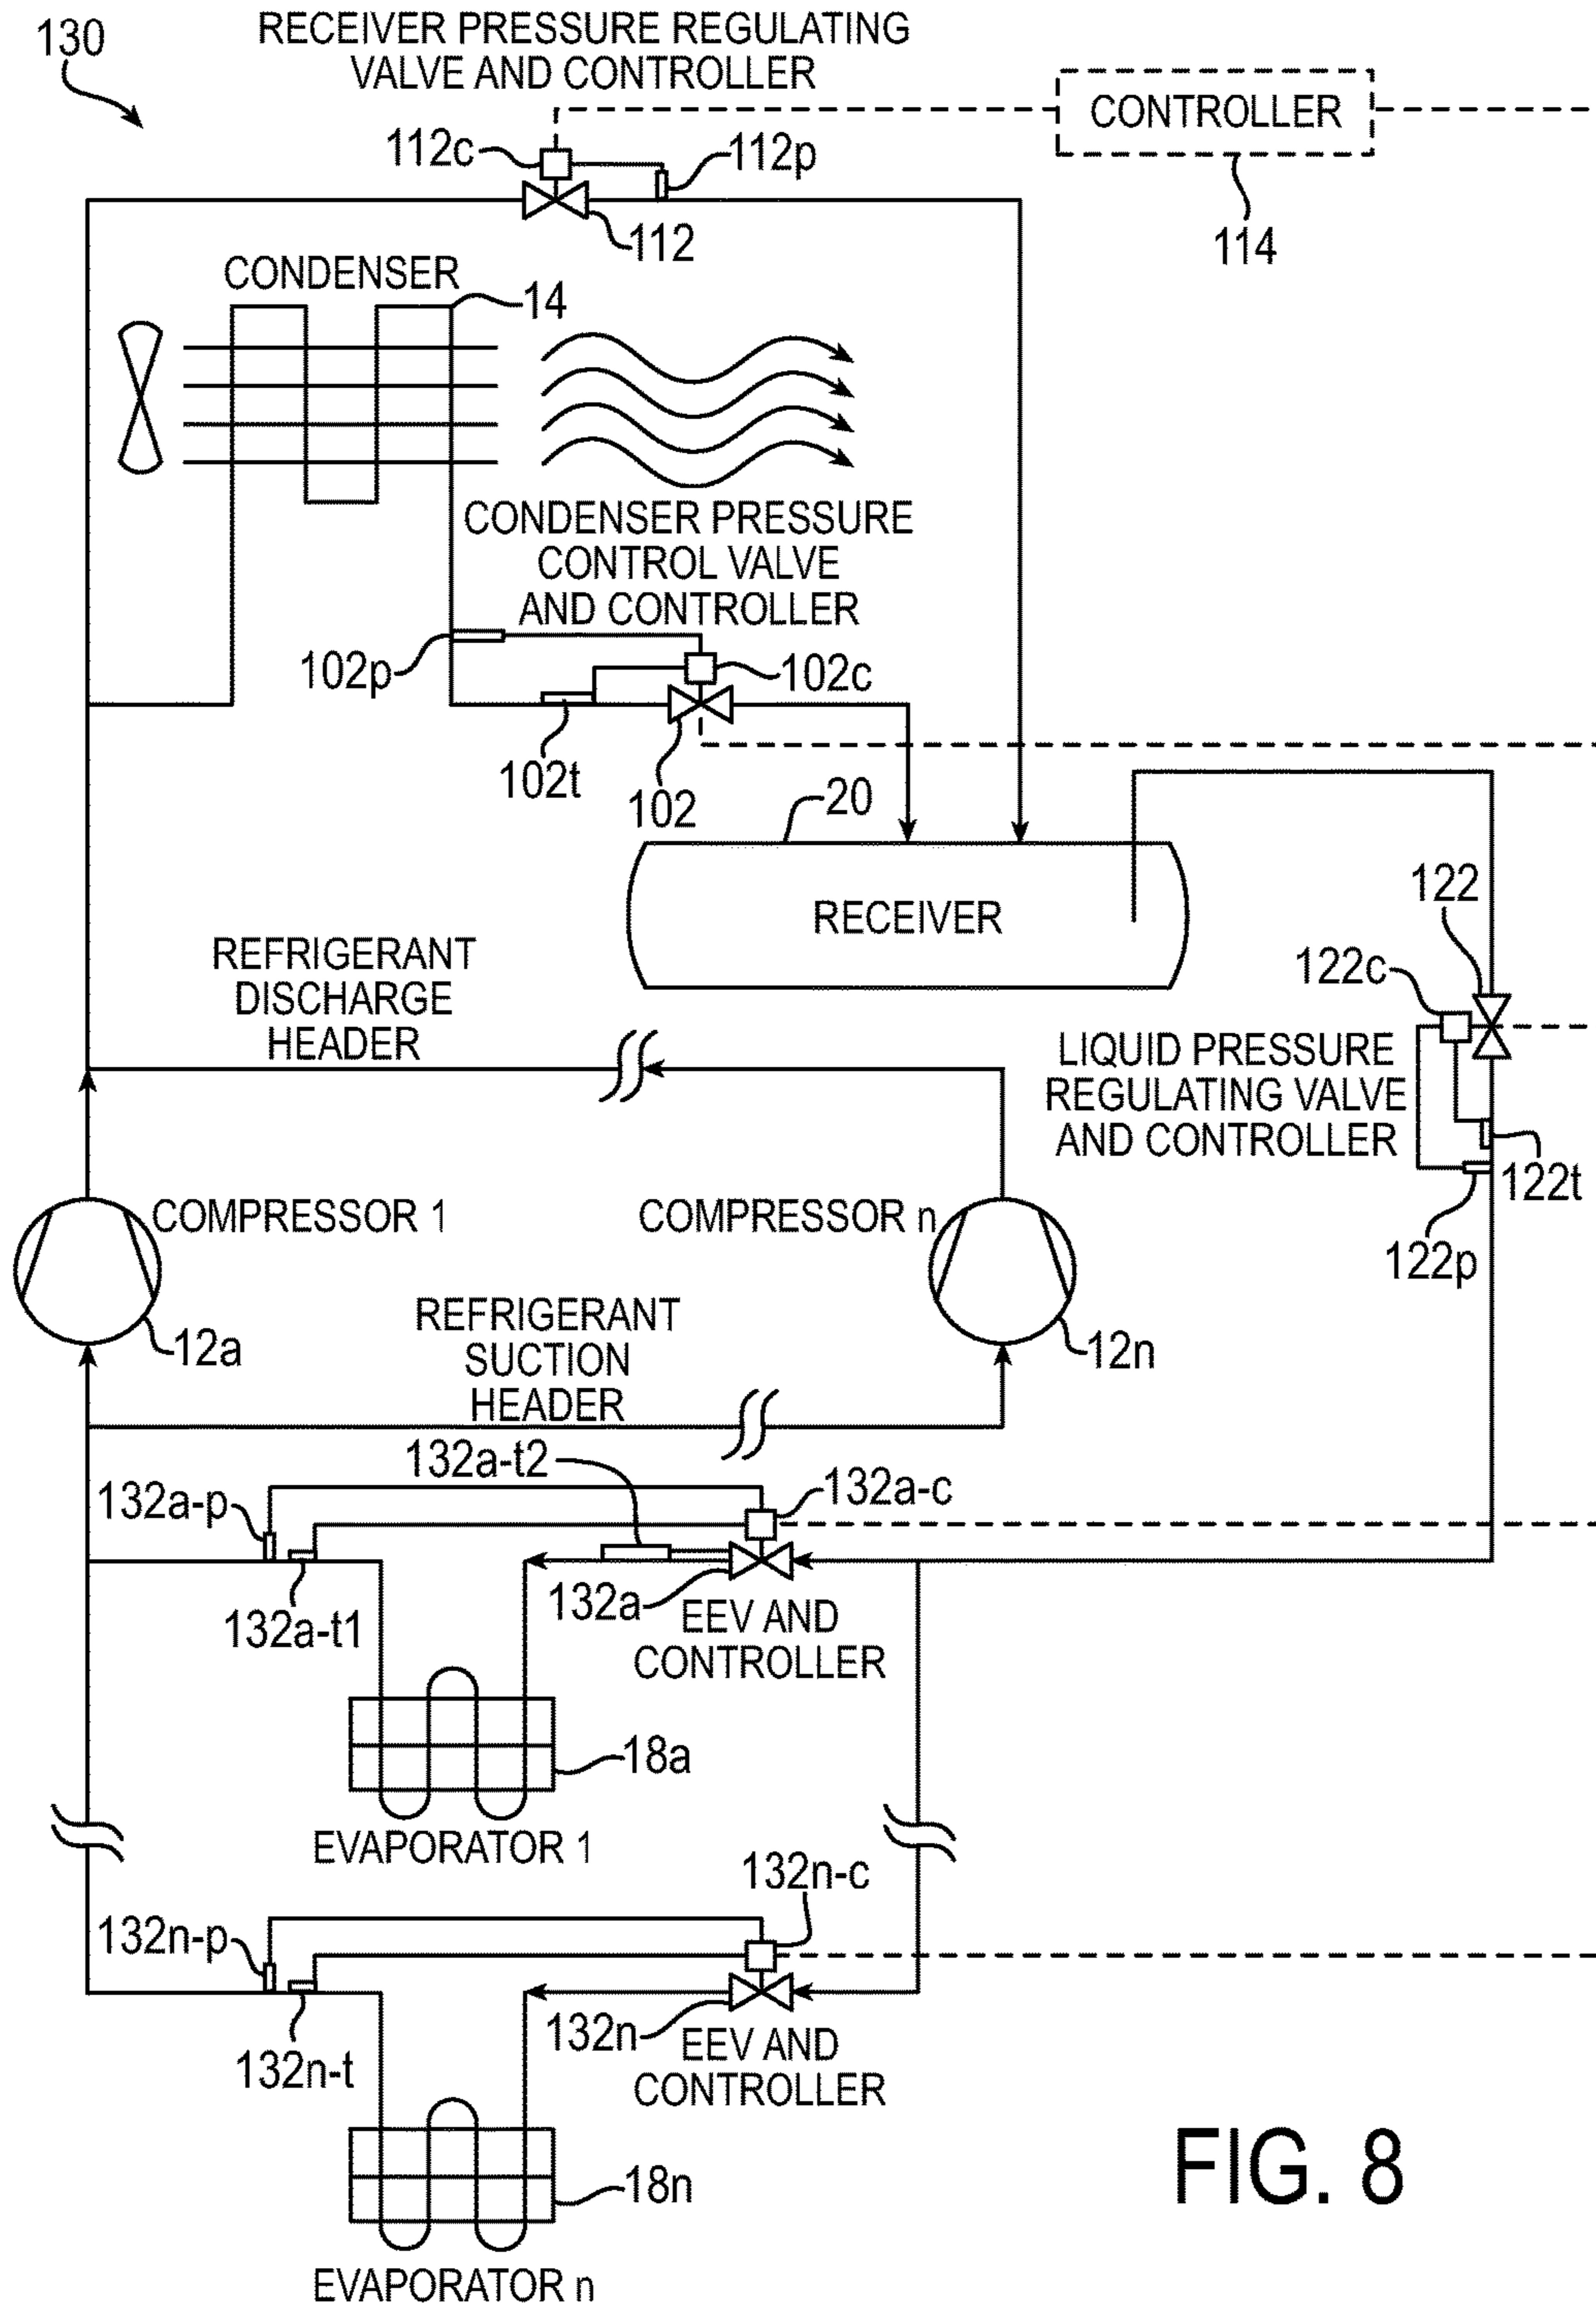 130
RECEIVER PRESSURE REGULATING
VALVE AND CONTROLLER
CONTROLLER
112c
112p
112
114
CONDENSER
14
CONDENSER PRESSURE
CONTROL VALVE
AND CONTROLLER
102p
102c
102t
102
20
RECEIVER
122
122c
REFRIGERANT
DISCHARGE
HEADER
LIQUID PRESSURE
REGULATING VALVE
AND CONTROLLER
122t
122p
COMPRESSOR 1
COMPRESSOR n
12a
12n
REFRIGERANT
SUCTION
HEADER
132a-t2
132a-p
132a-c
132a-t1
132a
EEV AND
CONTROLLER
18a
EVAPORATOR 1
132n-c
132n-p
132n-t
132n
EEV AND
CONTROLLER
18n
EVAPORATOR n
FIG. 8